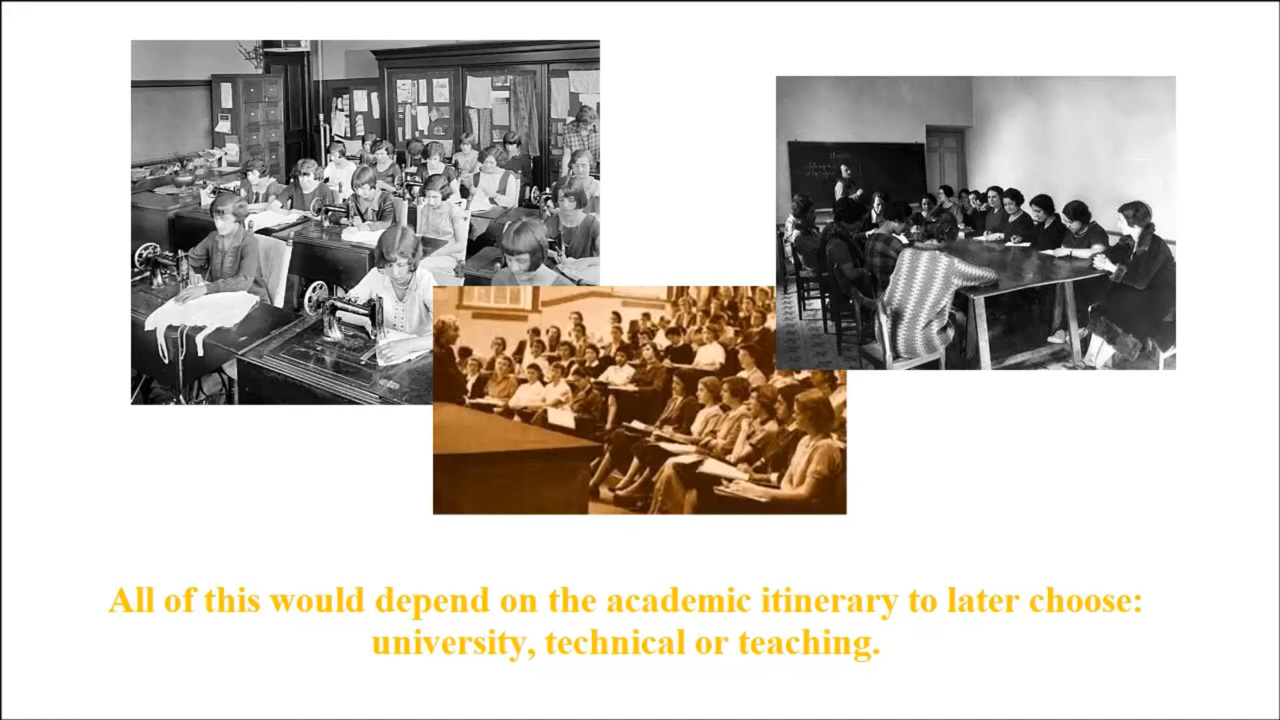 All of this would depend on the academic itinerary to later choose:
university, technical or teaching.